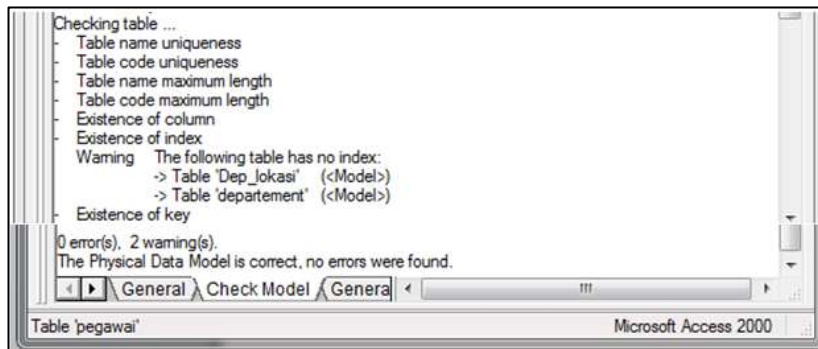 Checking table ...
- Table name uniqueness
- Table code uniqueness
- Table name maximum length
- Table code maximum length
- Existence of column
- Existence of index
Warning The following table has no index:
-> Table 'Dep_lokasi' (<Model>)
-> Table 'departement' (<Model>)
- Existence of key
0 error(s), 2 warning(s).
The Physical Data Model is correct, no errors were found.
General Check Model Genera
Table 'pegawai' Microsoft Access 2000